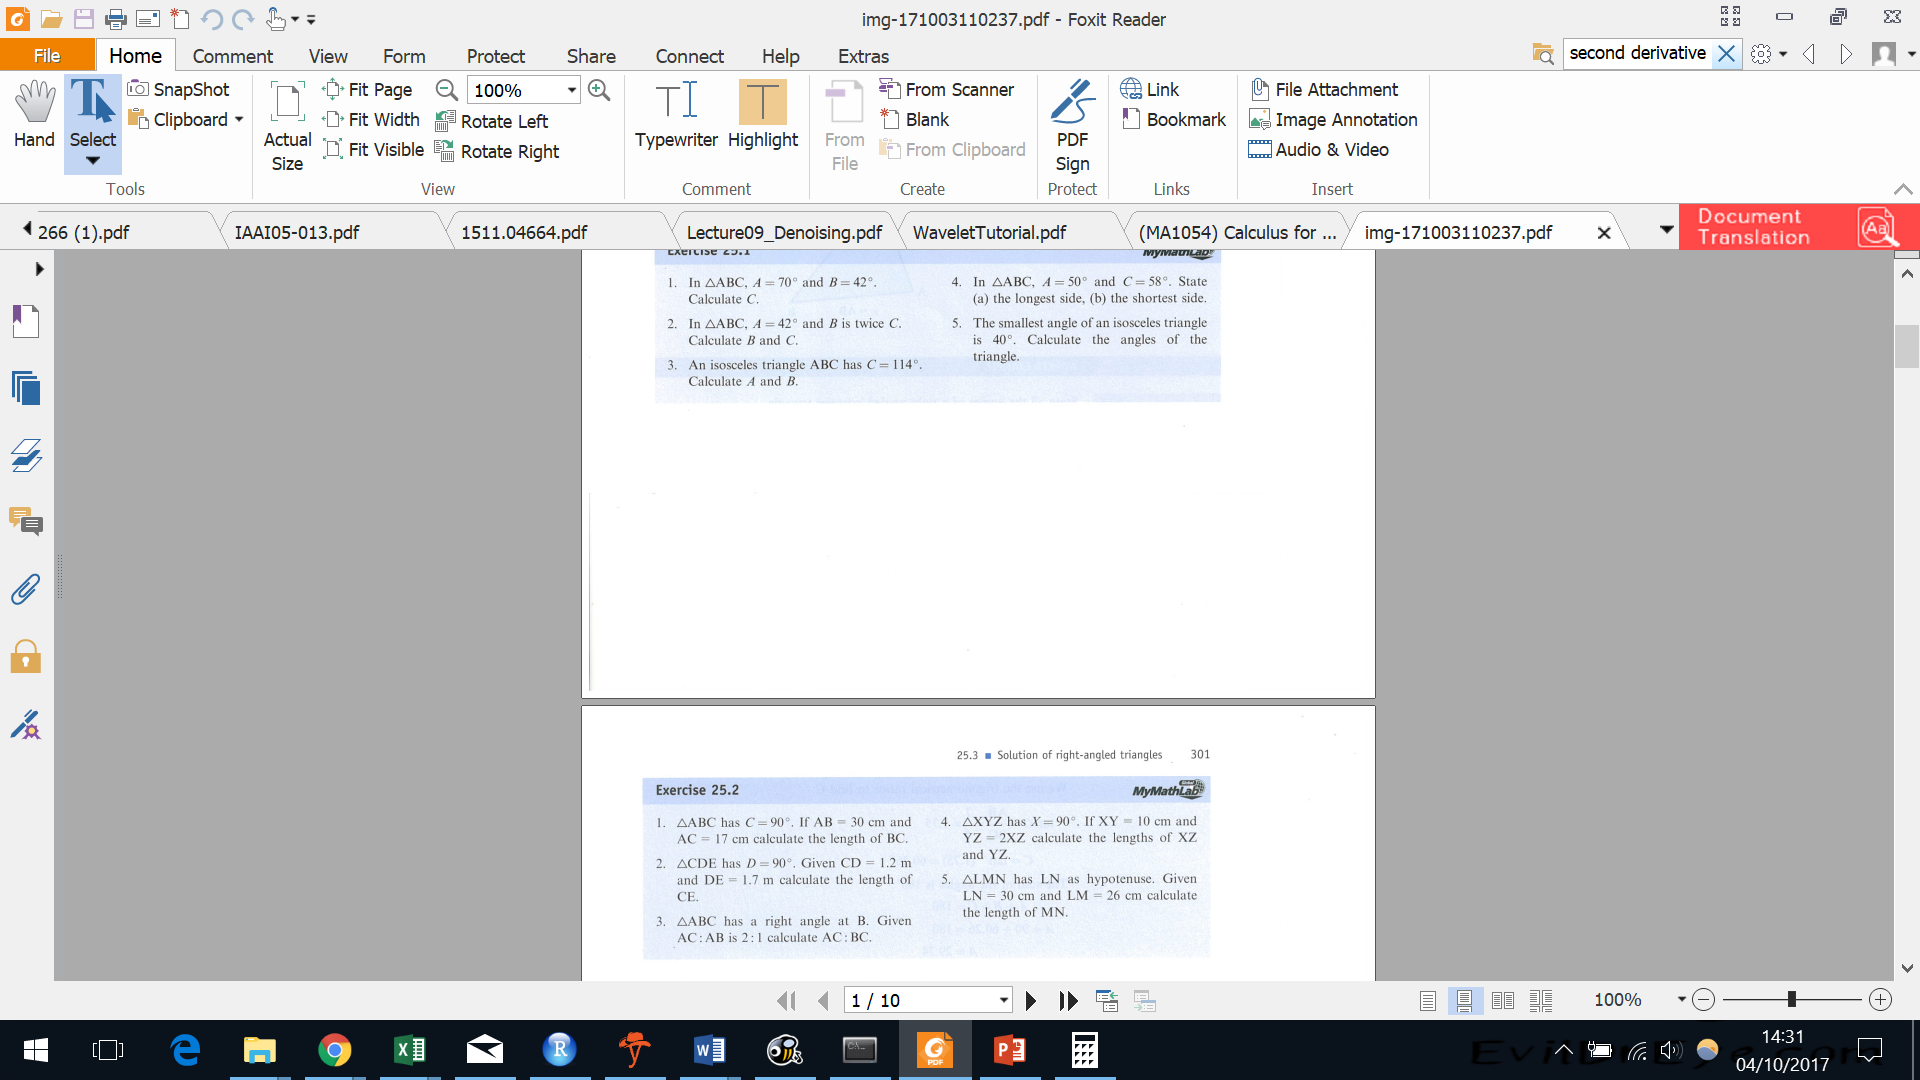 img-171003110237.pdf - Foxit Reader
File Home Comment View Form Protect Share Connect Help Extras second derivative
Hand
Select
SnapShot
Clipboard
Tools
Actual
Size
Fit Page
Fit Width
Fit Visible
100%
Rotate Left
Rotate Right
View
Typewriter
Highlight
Comment
From
File
From Scanner
Blank
From Clipboard
Create
PDF
Sign
Protect
Link
Bookmark
Links
File Attachment
Image Annotation
Audio & Video
Insert
266 (1).pdf IAAI05-013.pdf 1511.04664.pdf Lecture09_Denoising.pdf WaveletTutorial.pdf (MA1054) Calculus for ... img-171003110237.pdf
Document
Translation
Exercise 25.1 MyMathLab
1. In △ABC, A = 70° and B = 42°.
Calculate C.
2. In △ABC, A = 42° and B is twice C.
Calculate B and C.
3. An isosceles triangle ABC has C = 114°.
Calculate A and B.
4. In △ABC, A = 50° and C = 58°. State
(a) the longest side, (b) the shortest side.
5. The smallest angle of an isosceles triangle
is 40°. Calculate the angles of the
triangle.
25.3 ■ Solution of right-angled triangles 301
Exercise 25.2 MyMathLab
1. △ABC has C = 90°. If AB = 30 cm and
AC = 17 cm calculate the length of BC.
2. △CDE has D = 90°. Given CD = 1.2 m
and DE = 1.7 m calculate the length of
CE.
3. △ABC has a right angle at B. Given
AC : AB is 2 : 1 calculate AC : BC.
4. △XYZ has X = 90°. If XY = 10 cm and
YZ = 2XZ calculate the lengths of XZ
and YZ.
5. △LMN has LN as hypotenuse. Given
LN = 30 cm and LM = 26 cm calculate
the length of MN.
1 / 10
100%
14:31
04/10/2017